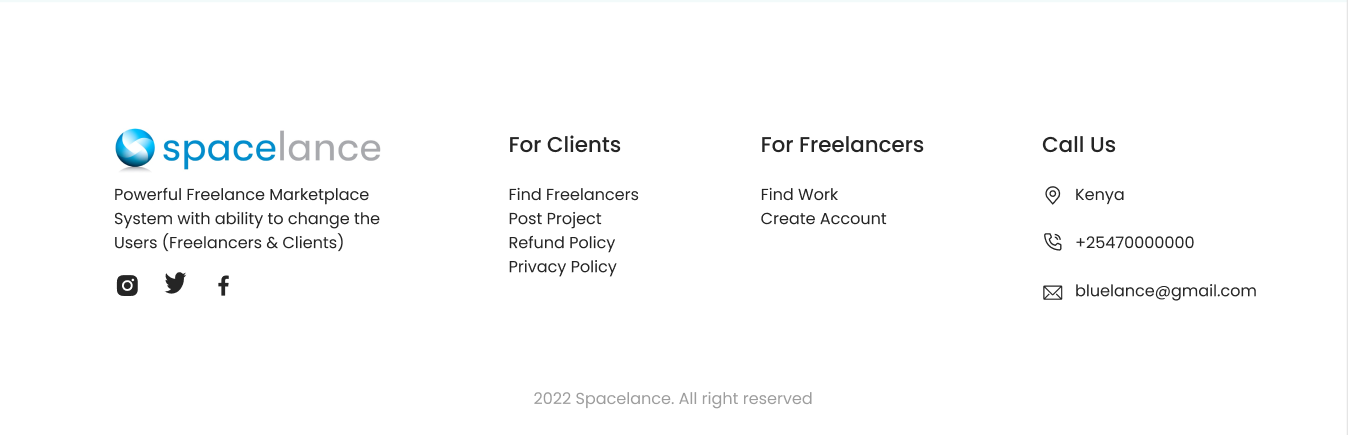 spacelance
Powerful Freelance Marketplace
System with ability to change the
Users (Freelancers & Clients)
For Clients
Find Freelancers
Post Project
Refund Policy
Privacy Policy
For Freelancers
Find Work
Create Account
Call Us
Kenya
+25470000000
bluelance@gmail.com
2022 Spacelance. All right reserved